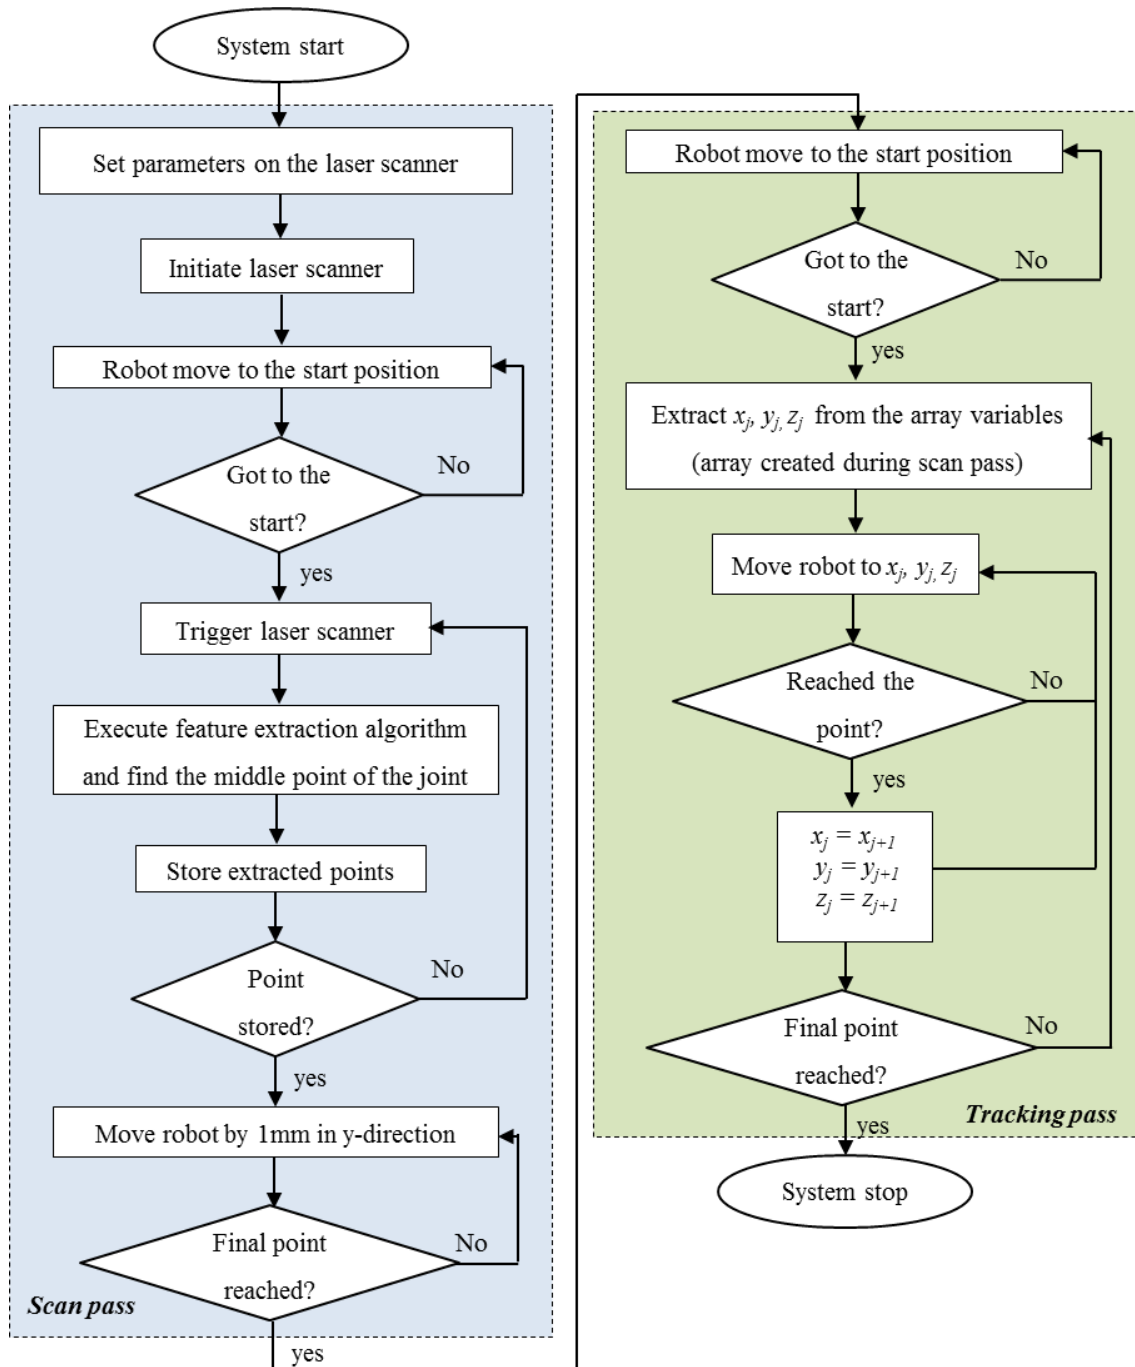 System start
Set parameters on the laser scanner
Initiate laser scanner
Robot move to the start position
Got to the
start?
No
yes
Trigger laser scanner
Execute feature extraction algorithm
and find the middle point of the joint
Store extracted points
Point
stored?
No
yes
Move robot by 1mm in y-direction
Final point
reached?
No
Scan pass
yes
Robot move to the start position
Got to the
start?
No
yes
Extract xj, yj, zj from the array variables
(array created during scan pass)
Move robot to xj, yj, zj
Reached the
point?
No
yes
xj = xj+1
yj = yj+1
zj = zj+1
Final point
reached?
No
Tracking pass
yes
System stop